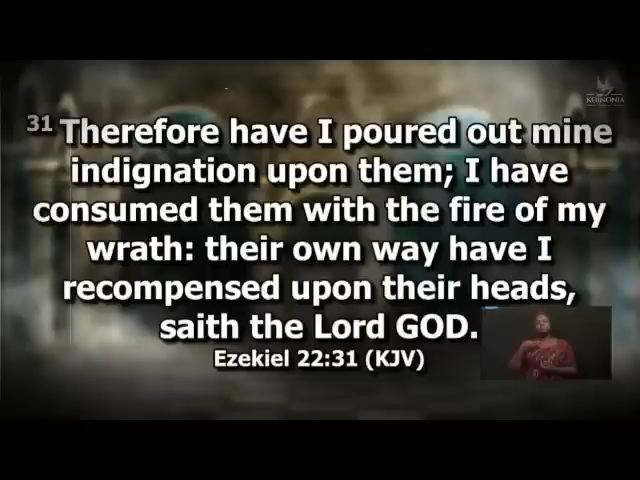 KOINONIA
31 Therefore have I poured out mine
indignation upon them; I have
consumed them with the fire of my
wrath: their own way have I
recompensed upon their heads,
saith the Lord GOD.
Ezekiel 22:31 (KJV)